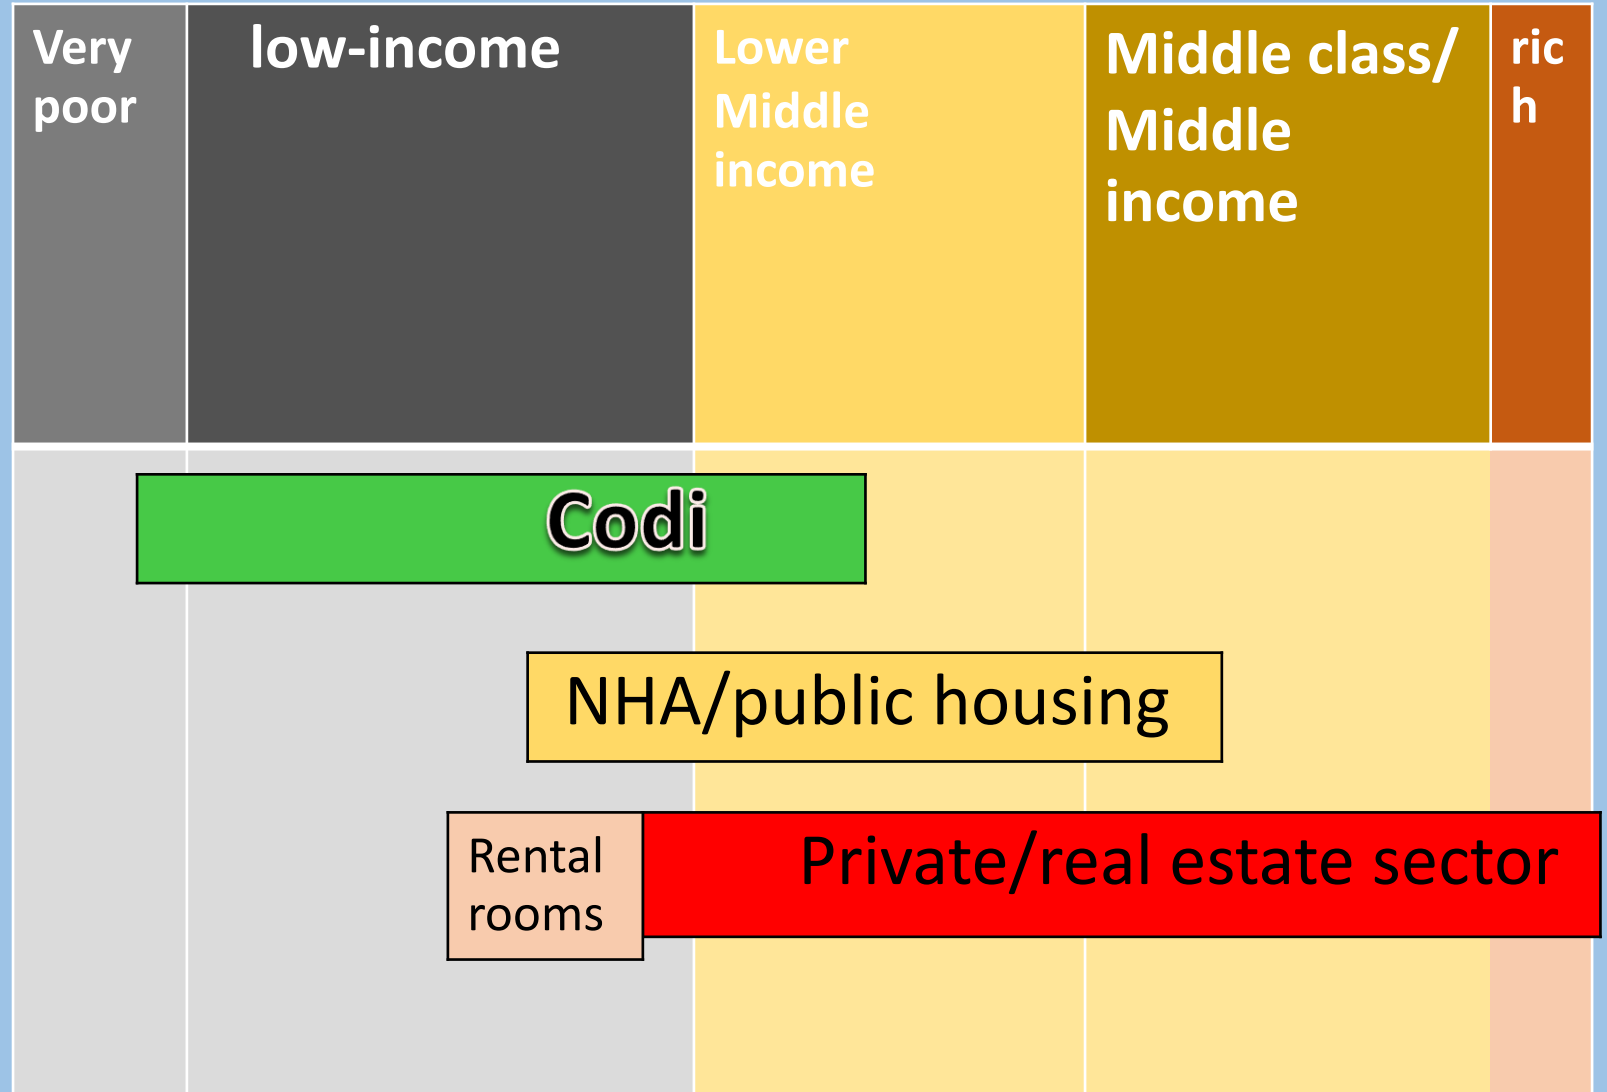 Very
poor
low-income
Lower
Middle
income
Middle class/
Middle
income
ric
h
Codi
NHA/public housing
Rental
rooms
Private/real estate sector